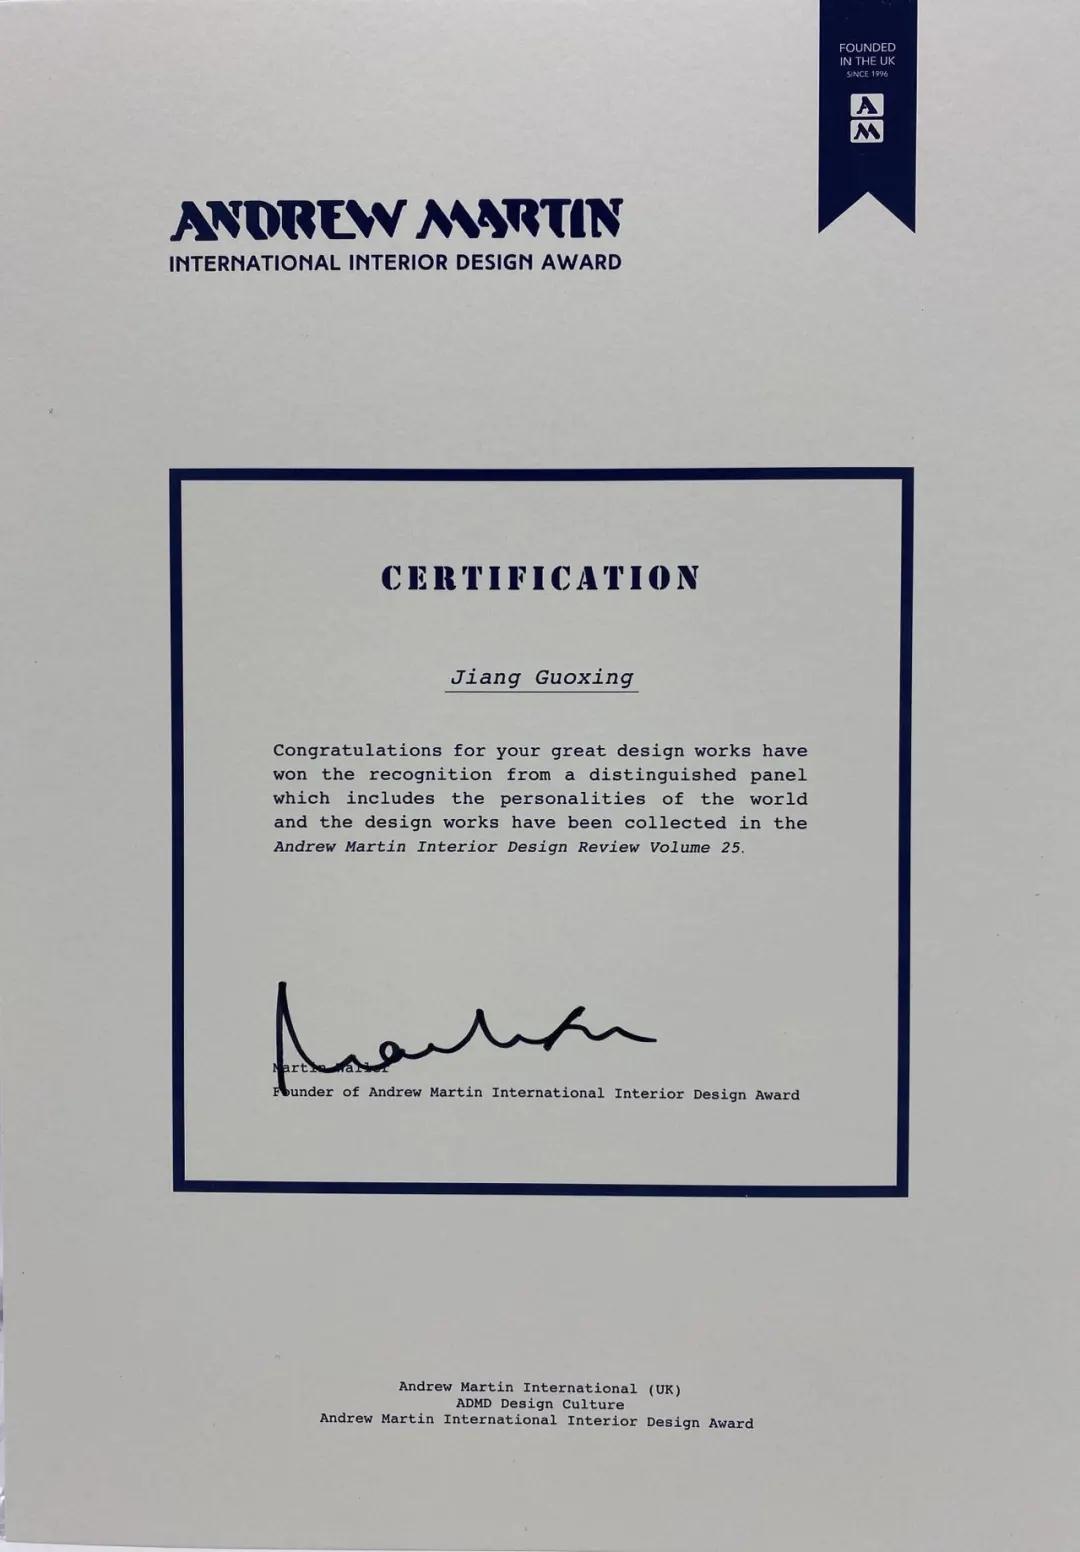 FOUNDED
IN THE UK
SINCE 1996
A
M
ANDREW MARTIN
INTERNATIONAL INTERIOR DESIGN AWARD
CERTIFICATION
Jiang Guoxing
Congratulations for your great design works have
won the recognition from a distinguished panel
which includes the personalities of the world
and the design works have been collected in the
Andrew Martin Interior Design Review Volume 25.
Martin Waller
Founder of Andrew Martin International Interior Design Award
Andrew Martin International (UK)
ADMD Design Culture
Andrew Martin International Interior Design Award